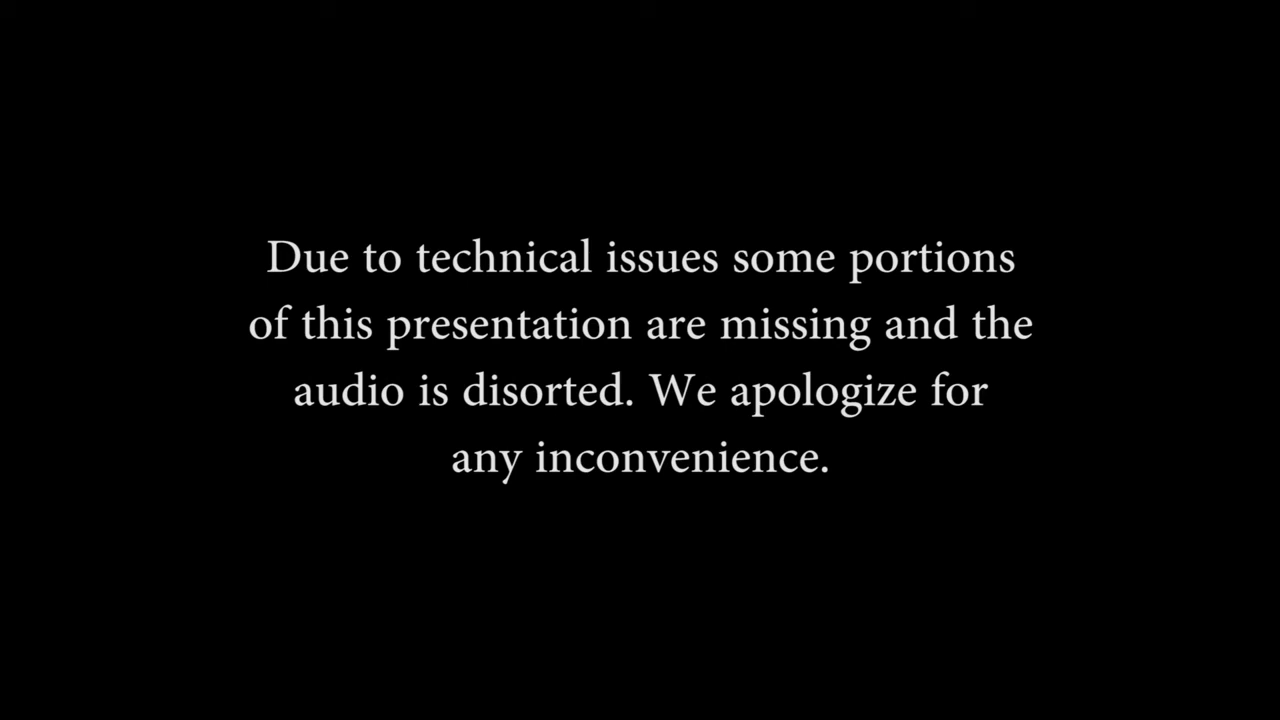 Due to technical issues some portions
of this presentation are missing and the
audio is disorted. We apologize for
any inconvenience.